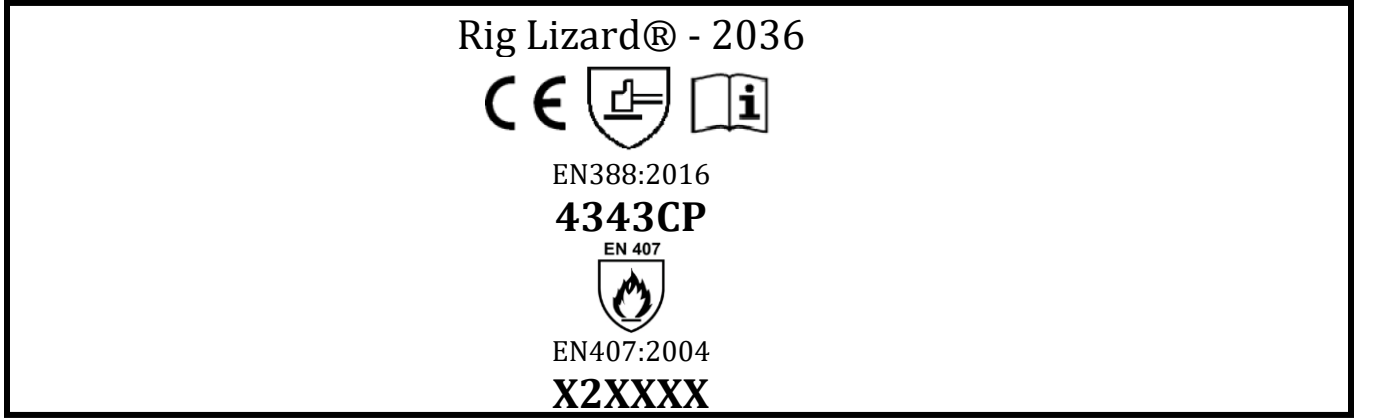 Rig Lizard® - 2036
CE i
EN388:2016
4343CP
EN 407
EN407:2004
X2XXXX